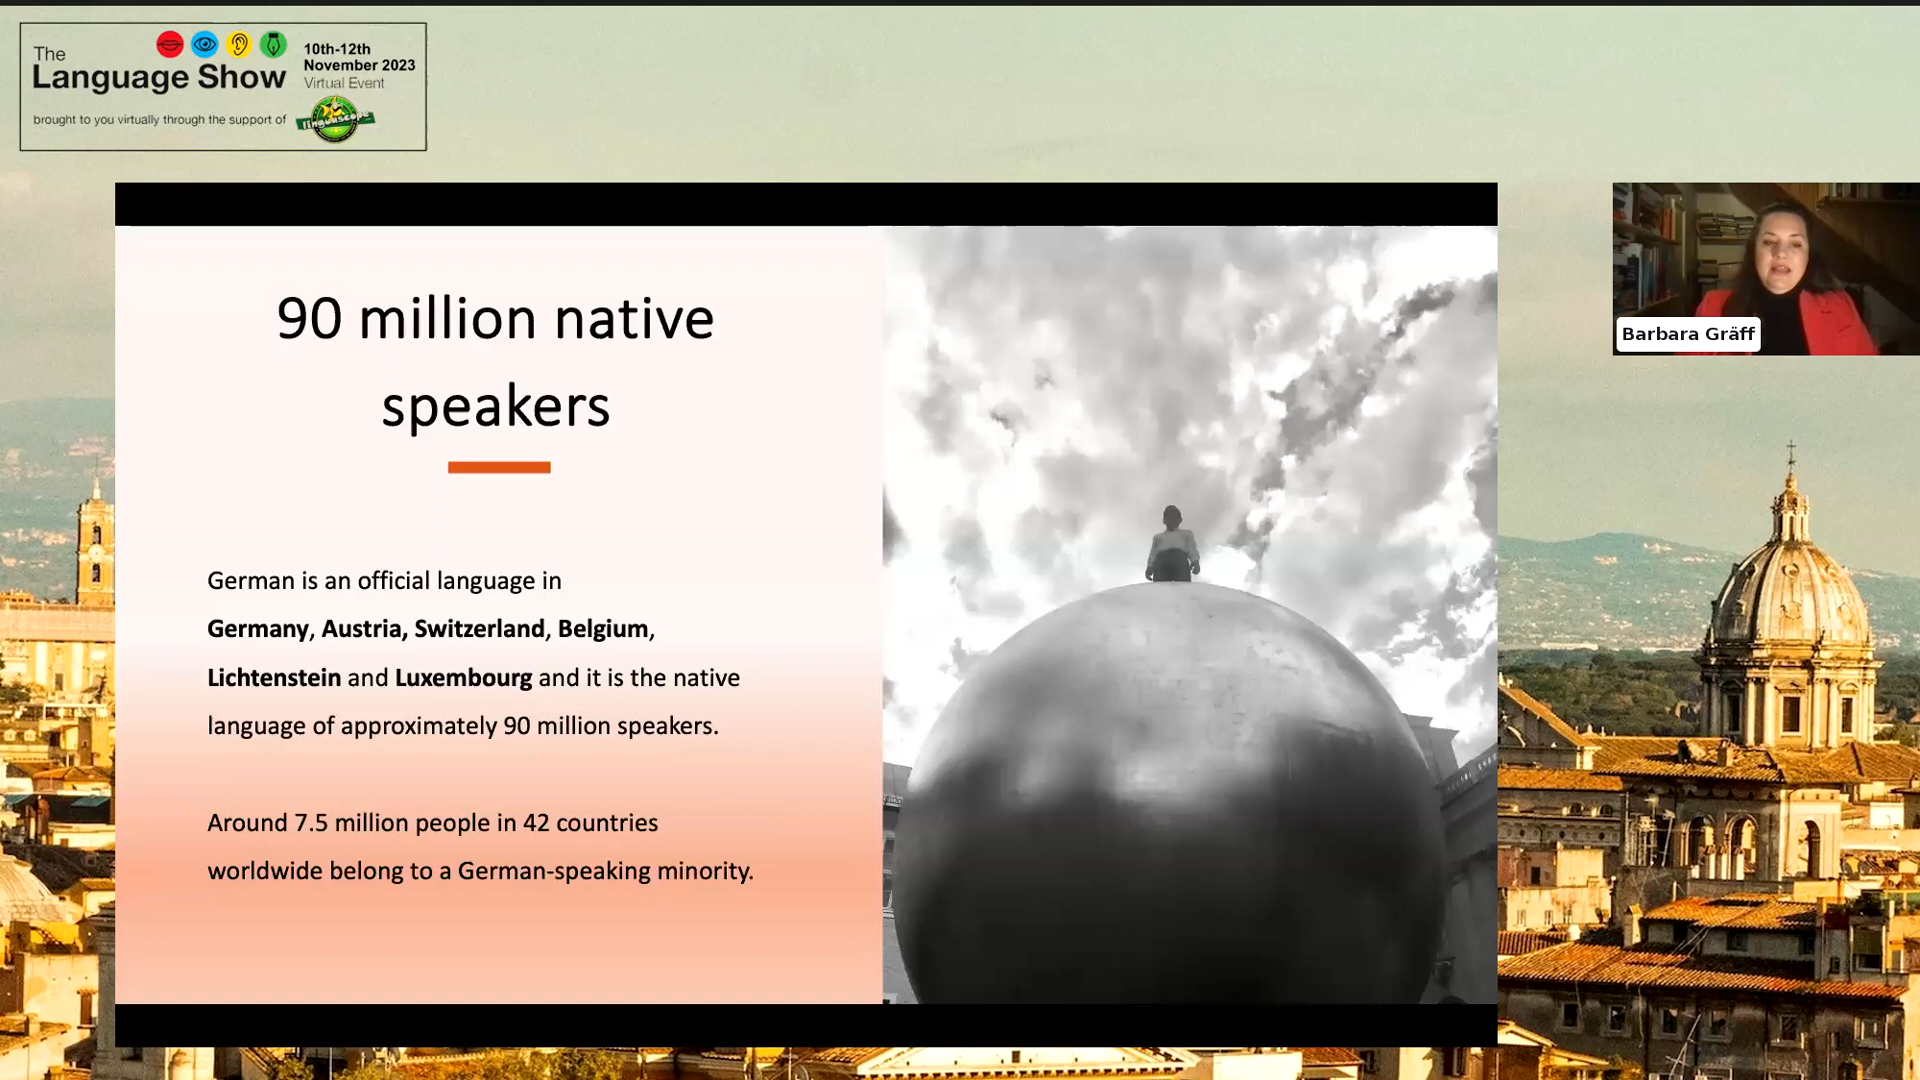 The
Language Show
10th-12th
November 2023
Virtual Event
brought to you virtually through the support of
linguascope
90 million native
speakers
German is an official language in
Germany, Austria, Switzerland, Belgium,
Lichtenstein and Luxembourg and it is the native
language of approximately 90 million speakers.
Around 7.5 million people in 42 countries
worldwide belong to a German-speaking minority.
Barbara Gräff